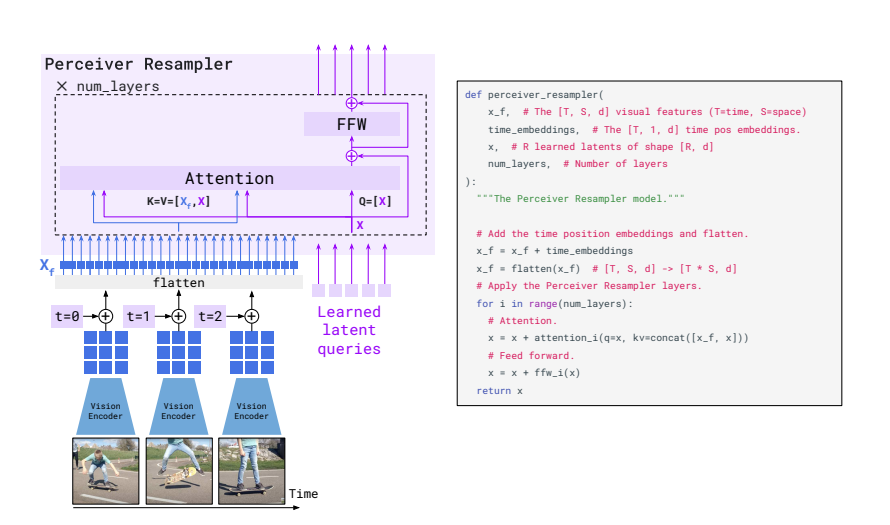 Perceiver Resampler
× num_layers
FFW
Attention
K=V=[Xf,X]
Q=[X]
X
Xf
flatten
t=0
t=1
t=2
Learned
latent
queries
Vision
Encoder
Vision
Encoder
Vision
Encoder
Time
def perceiver_resampler(
x_f,  # The [T, S, d] visual features (T=time, S=space)
time_embeddings,  # The [T, 1, d] time pos embeddings.
x,  # R learned latents of shape [R, d]
num_layers,  # Number of layers
):
"""The Perceiver Resampler model."""
# Add the time position embeddings and flatten.
x_f = x_f + time_embeddings
x_f = flatten(x_f)  # [T, S, d] -> [T * S, d]
# Apply the Perceiver Resampler layers.
for i in range(num_layers):
# Attention.
x = x + attention_i(q=x, kv=concat([x_f, x]))
# Feed forward.
x = x + ffw_i(x)
return x